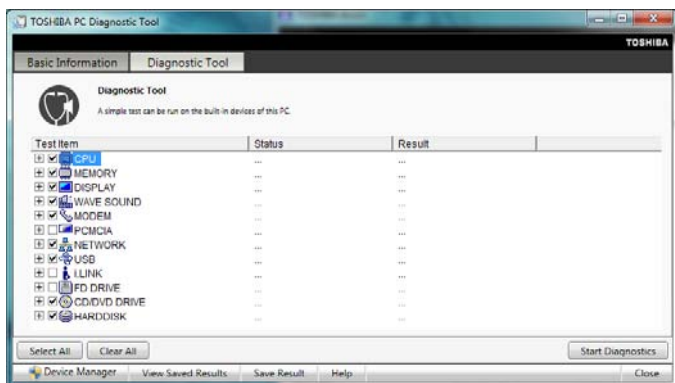 TOSHIBA PC Diagnostic Tool
TOSHIBA
Basic Information Diagnostic Tool
Diagnostic Tool
A simple test can be run on the built-in devices of this PC.
Test Item Status Result
CPU ... ...
MEMORY ... ...
DISPLAY ... ...
WAVE SOUND ... ...
MODEM ... ...
PCMCIA ... ...
NETWORK ... ...
USB ... ...
i.LINK ... ...
FD DRIVE ... ...
CD/DVD DRIVE ... ...
HARDDISK ... ...
Select All Clear All Start Diagnostics
Device Manager View Saved Results Save Result Help Close